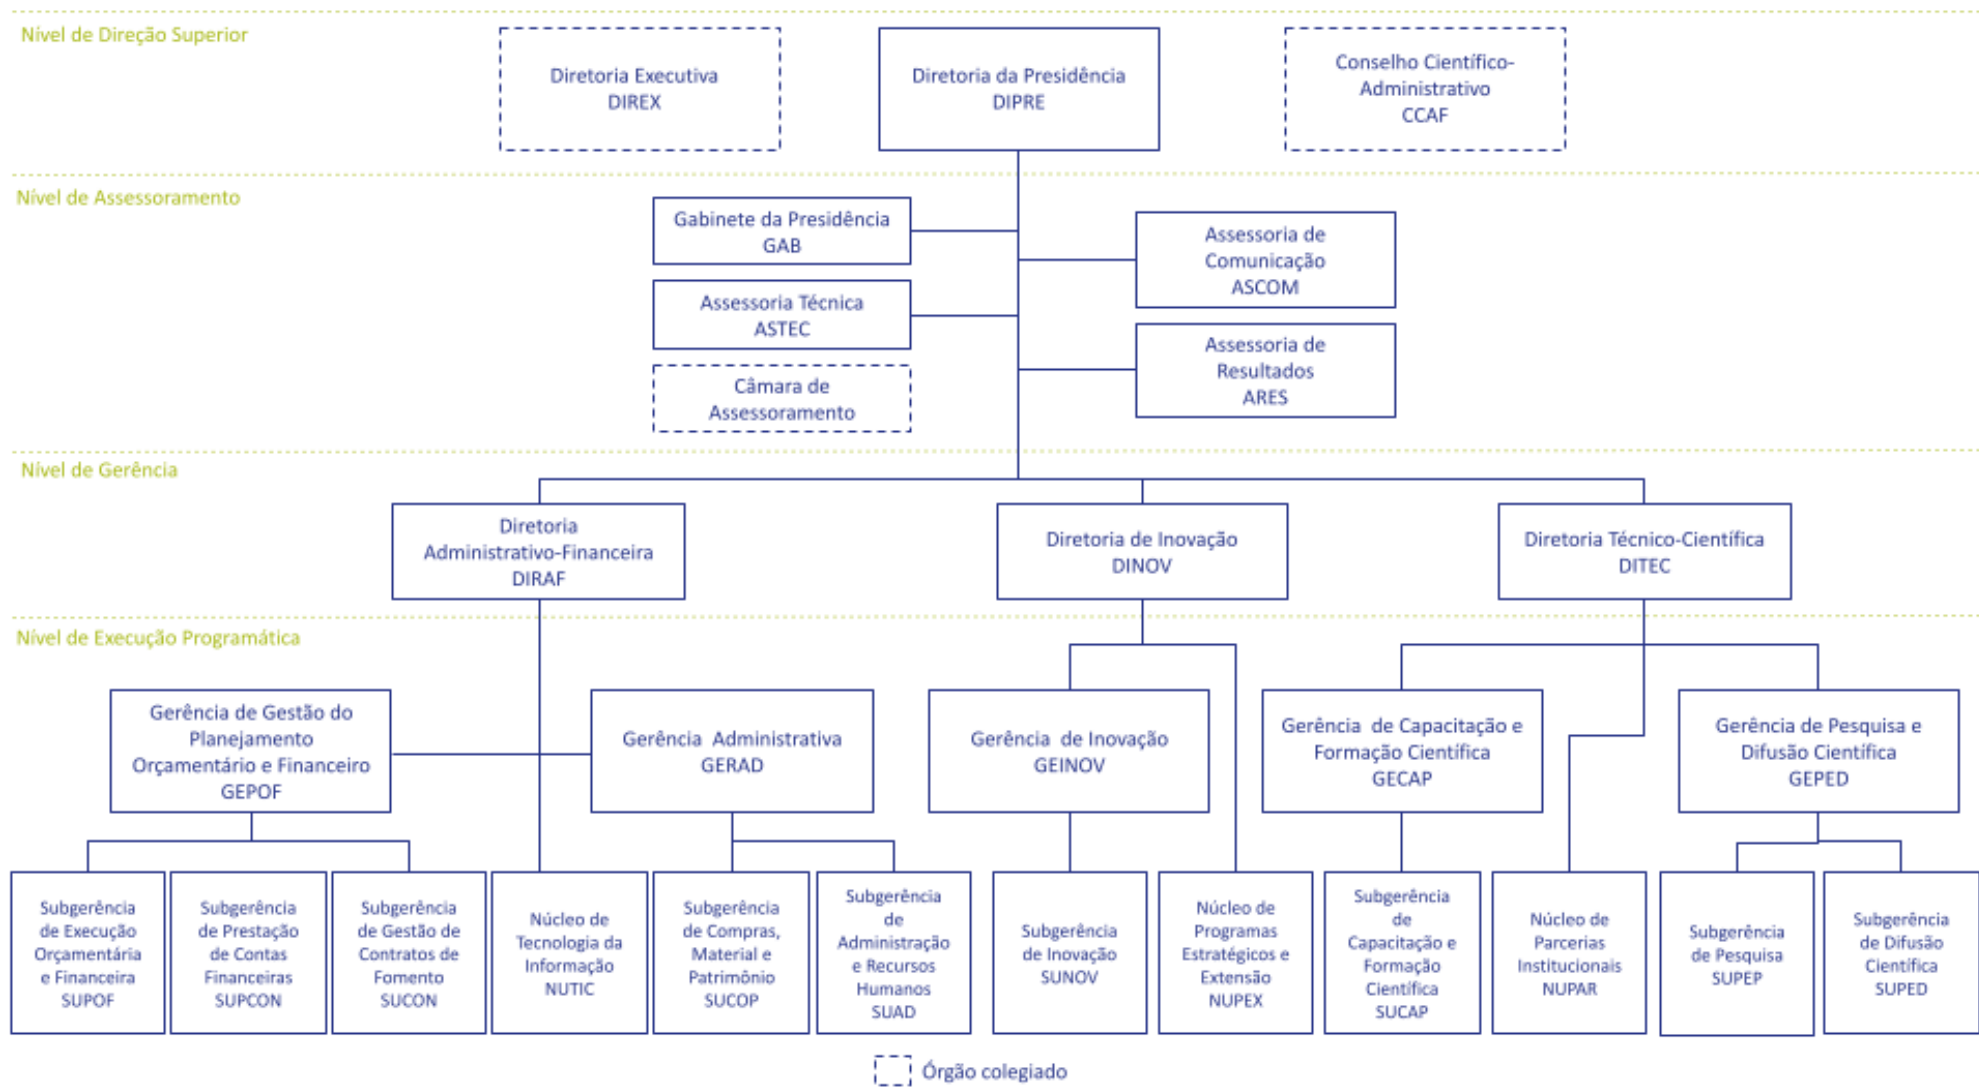 Nível de Direção Superior
Diretoria Executiva
DIREX
Diretoria da Presidência
DIPRE
Conselho Científico-
Administrativo
CCAF
Nível de Assessoramento
Gabinete da Presidência
GAB
Assessoria de
Comunicação
ASCOM
Assessoria Técnica
ASTEC
Assessoria de
Resultados
ARES
Câmara de
Assessoramento
Nível de Gerência
Diretoria
Administrativo-Financeira
DIRAF
Diretoria de Inovação
DINOV
Diretoria Técnico-Científica
DITEC
Nível de Execução Programática
Gerência de Gestão do
Planejamento
Orçamentário e Financeiro
GEPOF
Gerência Administrativa
GERAD
Gerência de Inovação
GEINOV
Gerência de Capacitação e
Formação Científica
GECAP
Gerência de Pesquisa e
Difusão Científica
GEPED
Subgerência
de Execução
Orçamentária
e Financeira
SUPOF
Subgerência
de Prestação
de Contas
Financeiras
SUPCON
Subgerência
de Gestão de
Contratos de
Fomento
SUCON
Núcleo de
Tecnologia da
Informação
NUTIC
Subgerência
de Compras,
Material e
Patrimônio
SUCOP
Subgerência
de
Administração
e Recursos
Humanos
SUAD
Subgerência
de Inovação
SUNOV
Núcleo de
Programas
Estratégicos e
Extensão
NUPEX
Subgerência
de
Capacitação e
Formação
Científica
SUCAP
Núcleo de
Parcerias
Institucionais
NUPAR
Subgerência
de Pesquisa
SUPEP
Subgerência
de Difusão
Científica
SUPED
Órgão colegiado